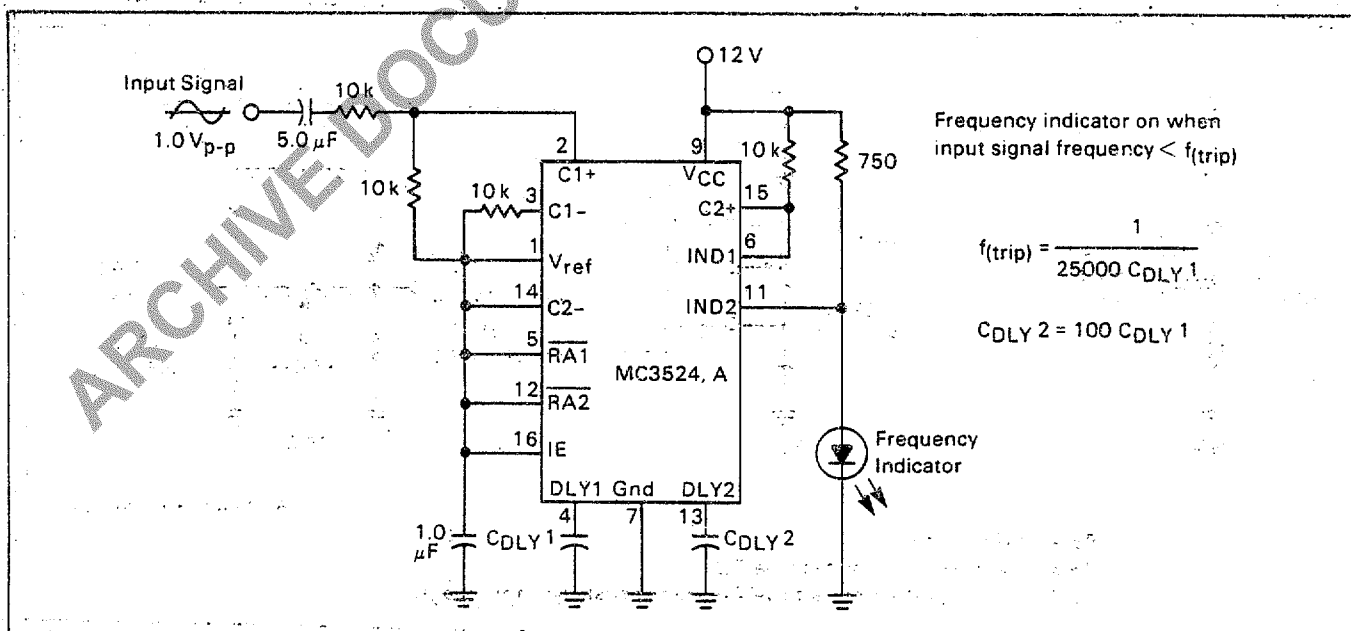 ARCHIVE DOCU
12 V
Input Signal
1.0 Vp-p
5.0 µF
10 k
10 k
10 k
2
C1+
3
C1-
1
Vref
14
C2-
5
RA1
12
RA2
16
IE
9
VCC
15
C2+
6
IND1
11
IND2
MC3524, A
DLY1 Gnd DLY2
4
7
13
10 k
750
1.0 µF
CDLY 1
CDLY 2
Frequency Indicator
Frequency indicator on when
input signal frequency < f(trip)
f(trip) = 1 / 25000 CDLY 1
CDLY 2 = 100 CDLY 1